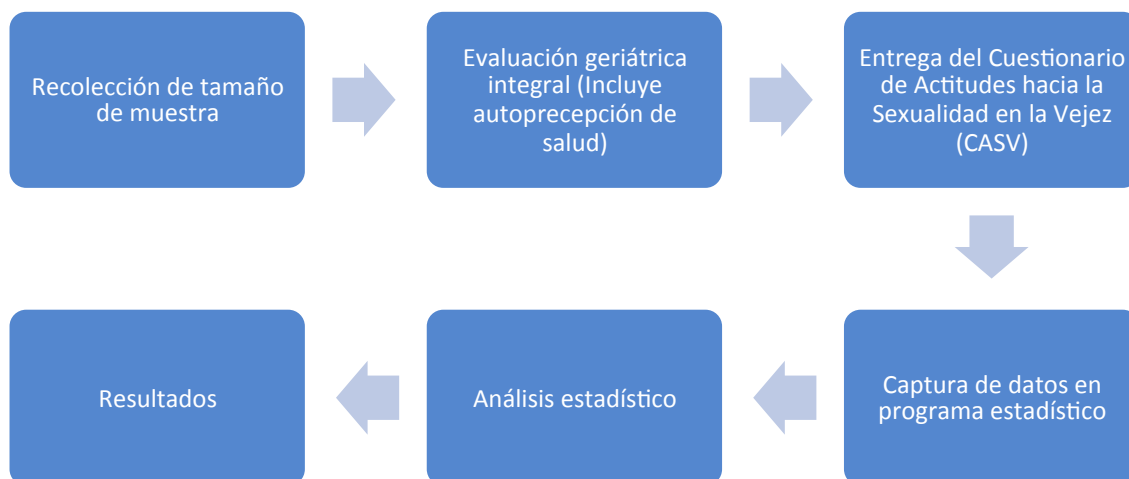 Recolección de tamaño
de muestra
Evaluación geriátrica
integral (Incluye
autoprecepción de
salud)
Entrega del Cuestionario
de Actitudes hacia la
Sexualidad en la Vejez
(CASV)
Captura de datos en
programa estadístico
Análisis estadístico
Resultados